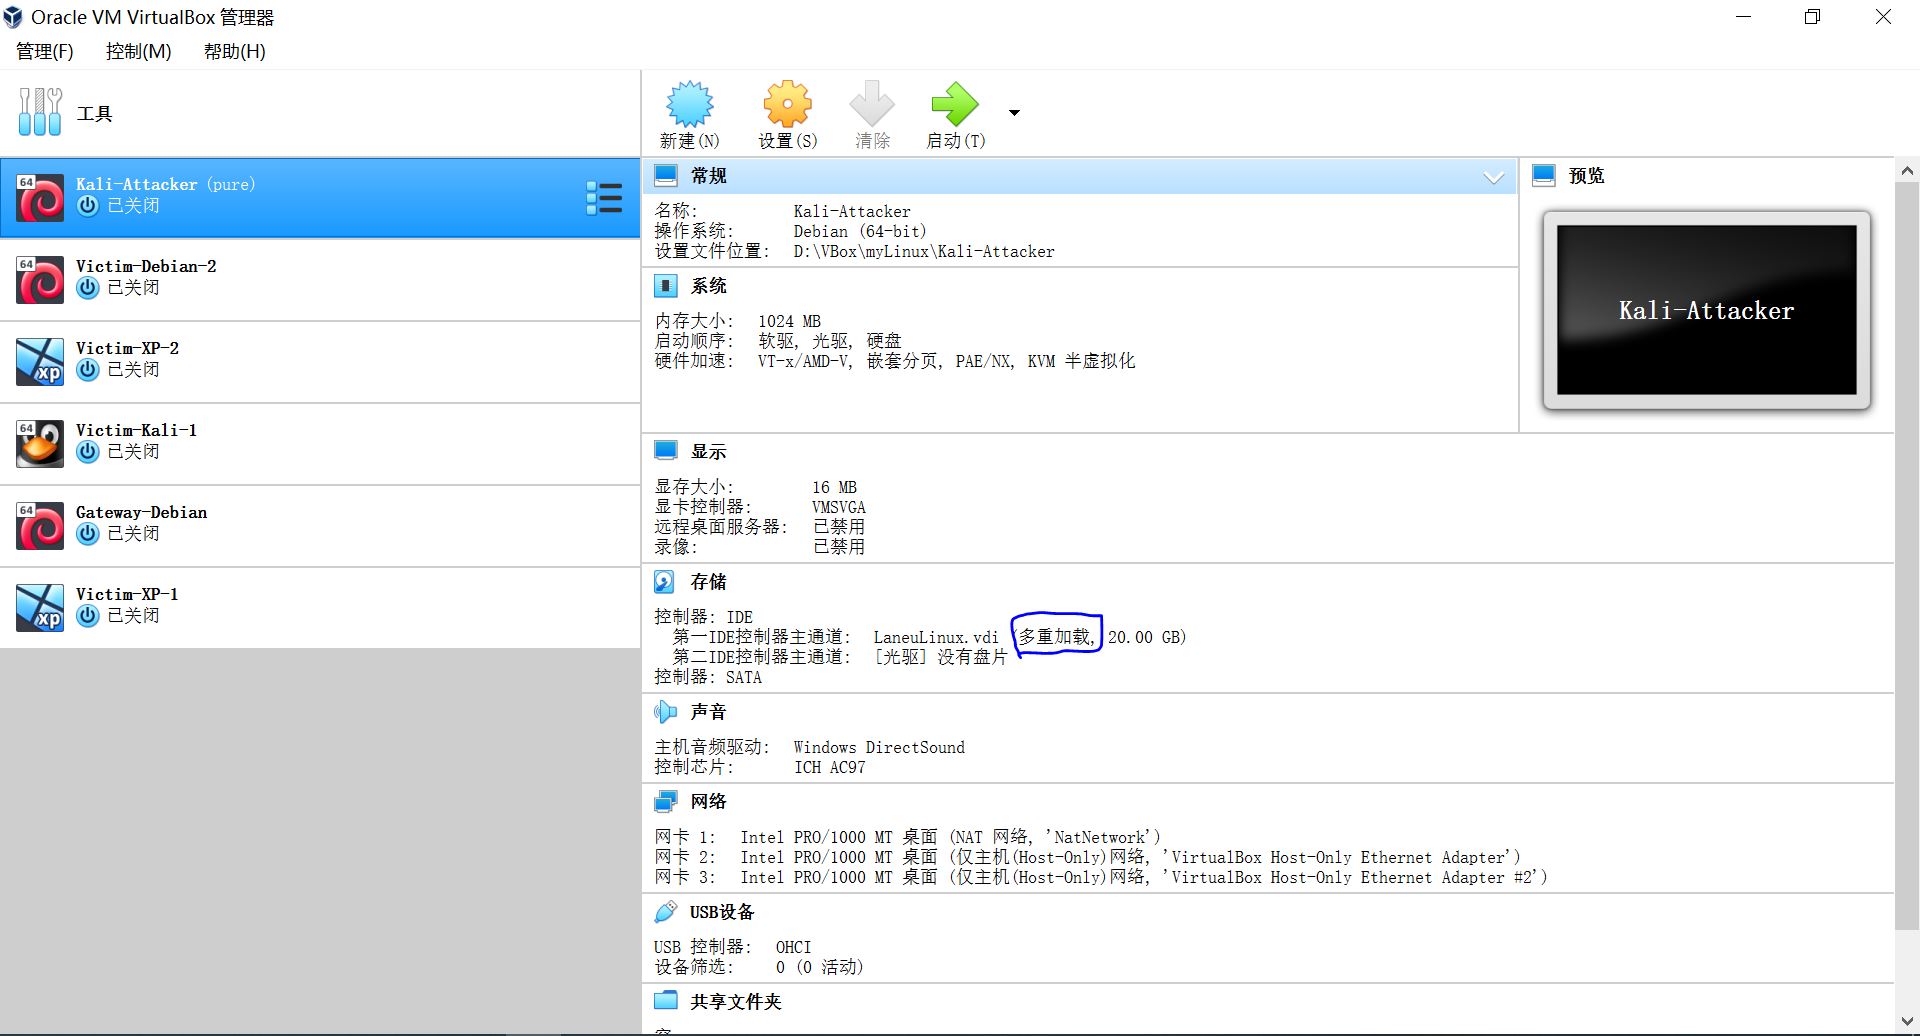 Oracle VM VirtualBox 管理器
管理(F) 控制(M) 帮助(H)
工具
新建(N) 设置(S) 清除 启动(T)
64
Kali-Attacker (pure)
已关闭
64
Victim-Debian-2
已关闭
xp
Victim-XP-2
已关闭
64
Victim-Kali-1
已关闭
64
Gateway-Debian
已关闭
xp
Victim-XP-1
已关闭
常规
名称: Kali-Attacker
操作系统: Debian (64-bit)
设置文件位置: D:\VBox\myLinux\Kali-Attacker
预览
Kali-Attacker
系统
内存大小: 1024 MB
启动顺序: 软驱, 光驱, 硬盘
硬件加速: VT-x/AMD-V, 嵌套分页, PAE/NX, KVM 半虚拟化
显示
显存大小: 16 MB
显卡控制器: VMSVGA
远程桌面服务器: 已禁用
录像: 已禁用
存储
控制器: IDE
第一IDE控制器主通道: LaneuLinux.vdi (多重加载, 20.00 GB)
第二IDE控制器主通道: [光驱] 没有盘片
控制器: SATA
声音
主机音频驱动: Windows DirectSound
控制芯片: ICH AC97
网络
网卡 1: Intel PRO/1000 MT 桌面 (NAT 网络, 'NatNetwork')
网卡 2: Intel PRO/1000 MT 桌面 (仅主机(Host-Only)网络, 'VirtualBox Host-Only Ethernet Adapter')
网卡 3: Intel PRO/1000 MT 桌面 (仅主机(Host-Only)网络, 'VirtualBox Host-Only Ethernet Adapter #2')
USB设备
USB 控制器: OHCI
设备筛选: 0 (0 活动)
共享文件夹